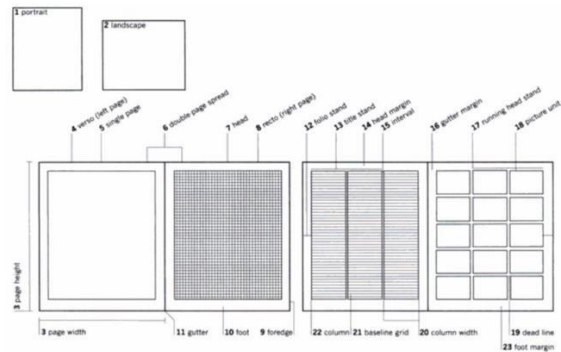 1 portrait
2 landscape
4 verso (left page)
5 single page
6 double-page spread
7 head
8 recto (right page)
12 folio stand
13 title stand
14 head margin
15 interval
16 gutter margin
17 running head stand
18 picture unit
3 page height
3 page width
11 gutter
10 foot
9 foredge
22 column
21 baseline grid
20 column width
19 dead line
23 foot margin